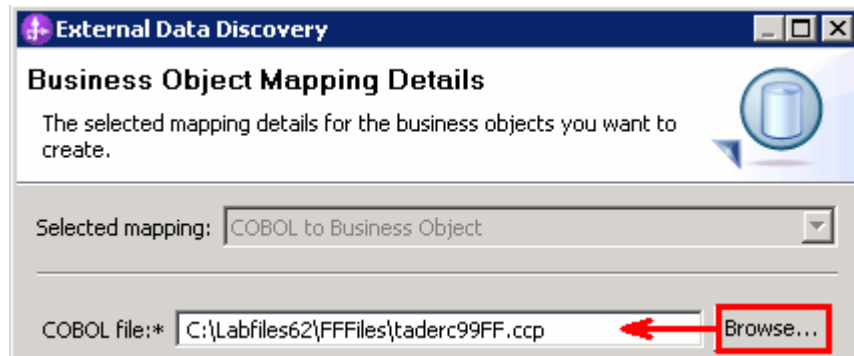 External Data Discovery
Business Object Mapping Details
The selected mapping details for the business objects you want to
create.
Selected mapping: COBOL to Business Object
COBOL file:* C:\Labfiles62\FFFiles\taderc99FF.ccp Browse...